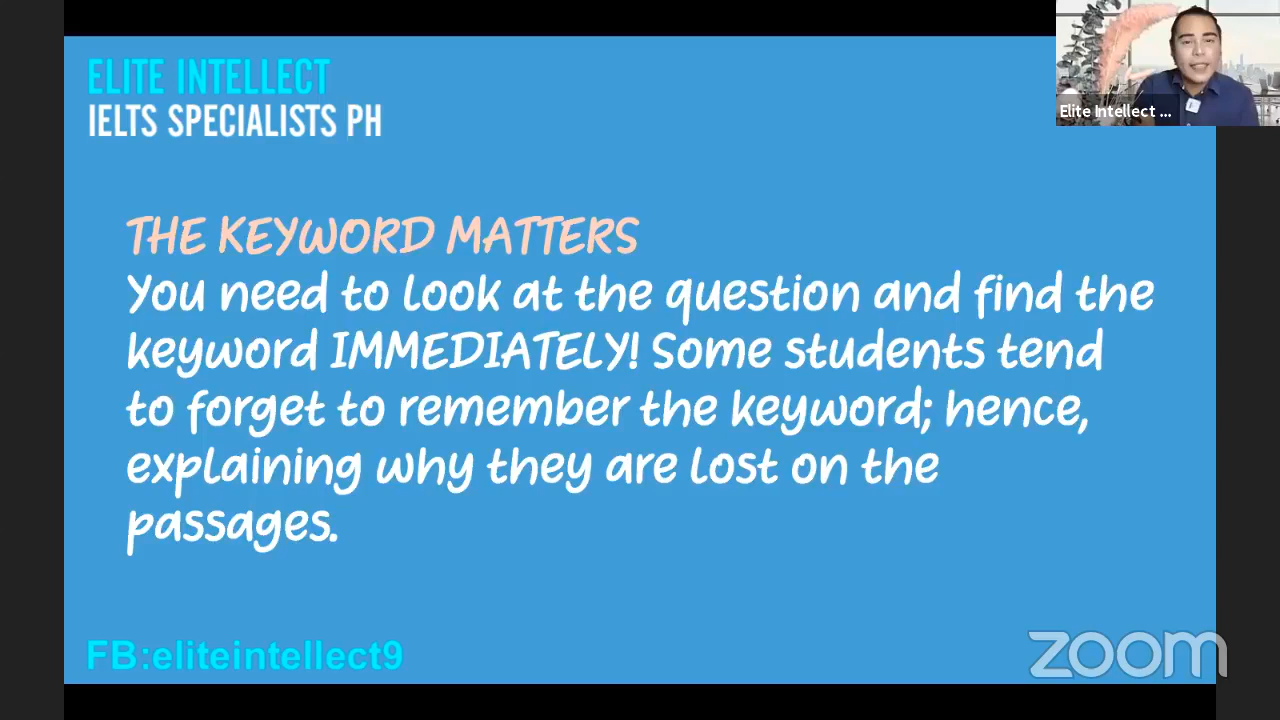 ELITE INTELLECT
IELTS SPECIALISTS PH
Elite Intellect ...
THE KEYWORD MATTERS
You need to look at the question and find the
keyword IMMEDIATELY! Some students tend
to forget to remember the keyword; hence,
explaining why they are lost on the
passages.
FB:eliteintellect9
zoom